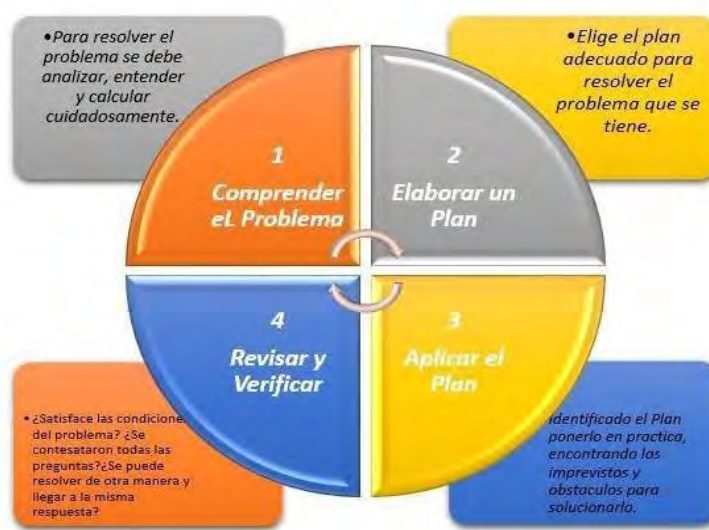 •Para resolver el
problema se debe
analizar, entender
y calcular
cuidadosamente.
•Elige el plan
adecuado para
resolver el
problema que se
tiene.
1
Comprender
eL Problema
2
Elaborar un
Plan
4
Revisar y
Verificar
3
Aplicar el
Plan
•¿Satisface las condicione
del problema? ¿Se
contesataron todas las
preguntas?¿Se puede
resolver de otra manera y
llegar a la misma
respuesta?
Identificado el Plan
ponerlo en practica,
encontrando los
imprevistos y
obstaculos para
solucionarlo.